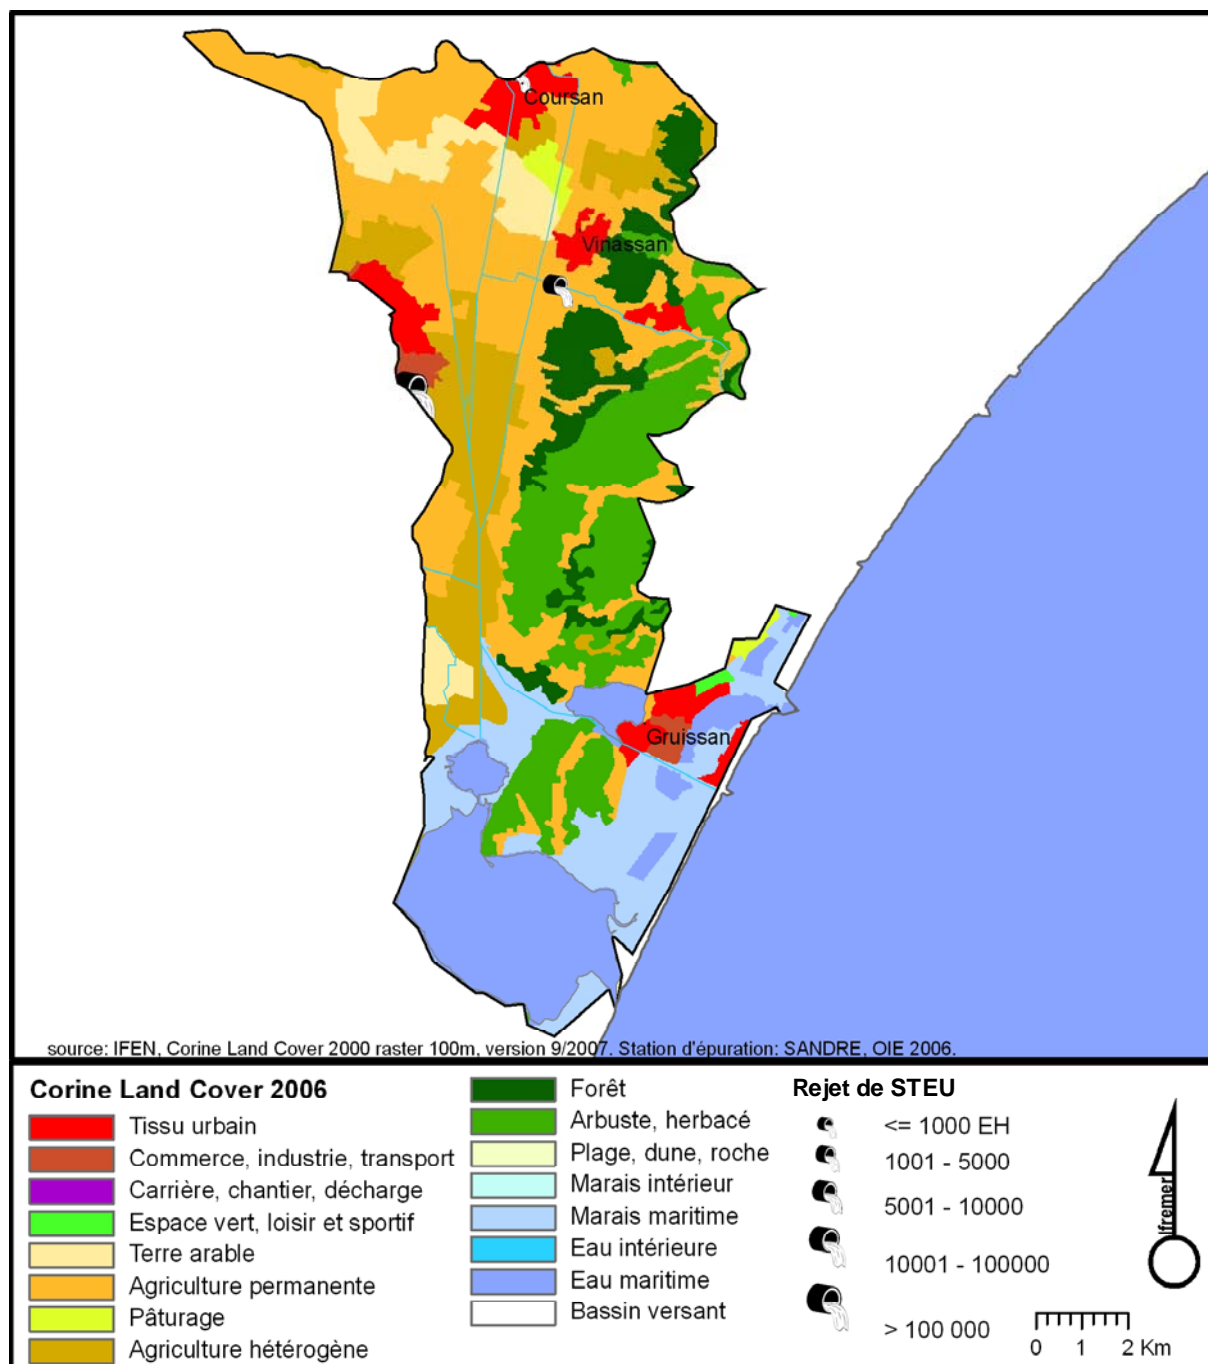 Coursan
Vinassan
Gruissan
source: IFEN, Corine Land Cover 2000 raster 100m, version 9/2007. Station d'épuration: SANDRE, OIE 2006.
Corine Land Cover 2006
Tissu urbain
Commerce, industrie, transport
Carrière, chantier, décharge
Espace vert, loisir et sportif
Terre arable
Agriculture permanente
Pâturage
Agriculture hétérogène
Forêt
Arbuste, herbacé
Plage, dune, roche
Marais intérieur
Marais maritime
Eau intérieure
Eau maritime
Bassin versant
Rejet de STEU
<= 1000 EH
1001 - 5000
5001 - 10000
10001 - 100000
> 100 000
Ifremer
0 1 2 Km